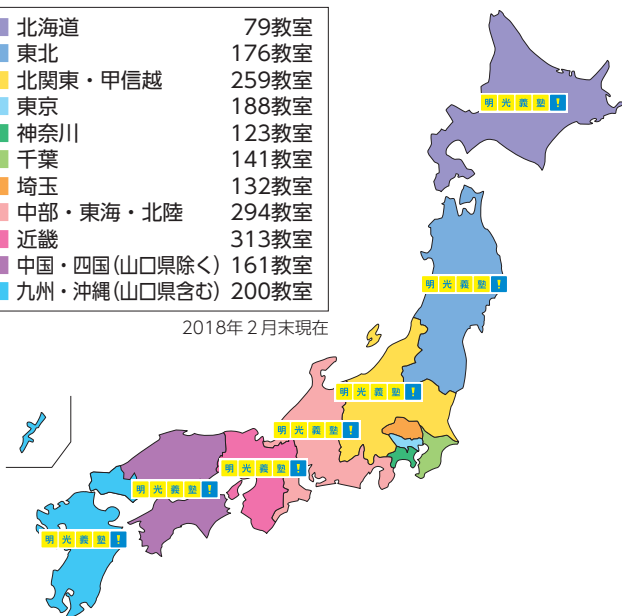 北海道 79教室
東北 176教室
北関東・甲信越 259教室
東京 188教室
神奈川 123教室
千葉 141教室
埼玉 132教室
中部・東海・北陸 294教室
近畿 313教室
中国・四国(山口県除く) 161教室
九州・沖縄(山口県含む) 200教室
2018年2月末現在
明光義塾!
明光義塾!
明光義塾!
明光義塾!
明光義塾!
明光義塾!
明光義塾!